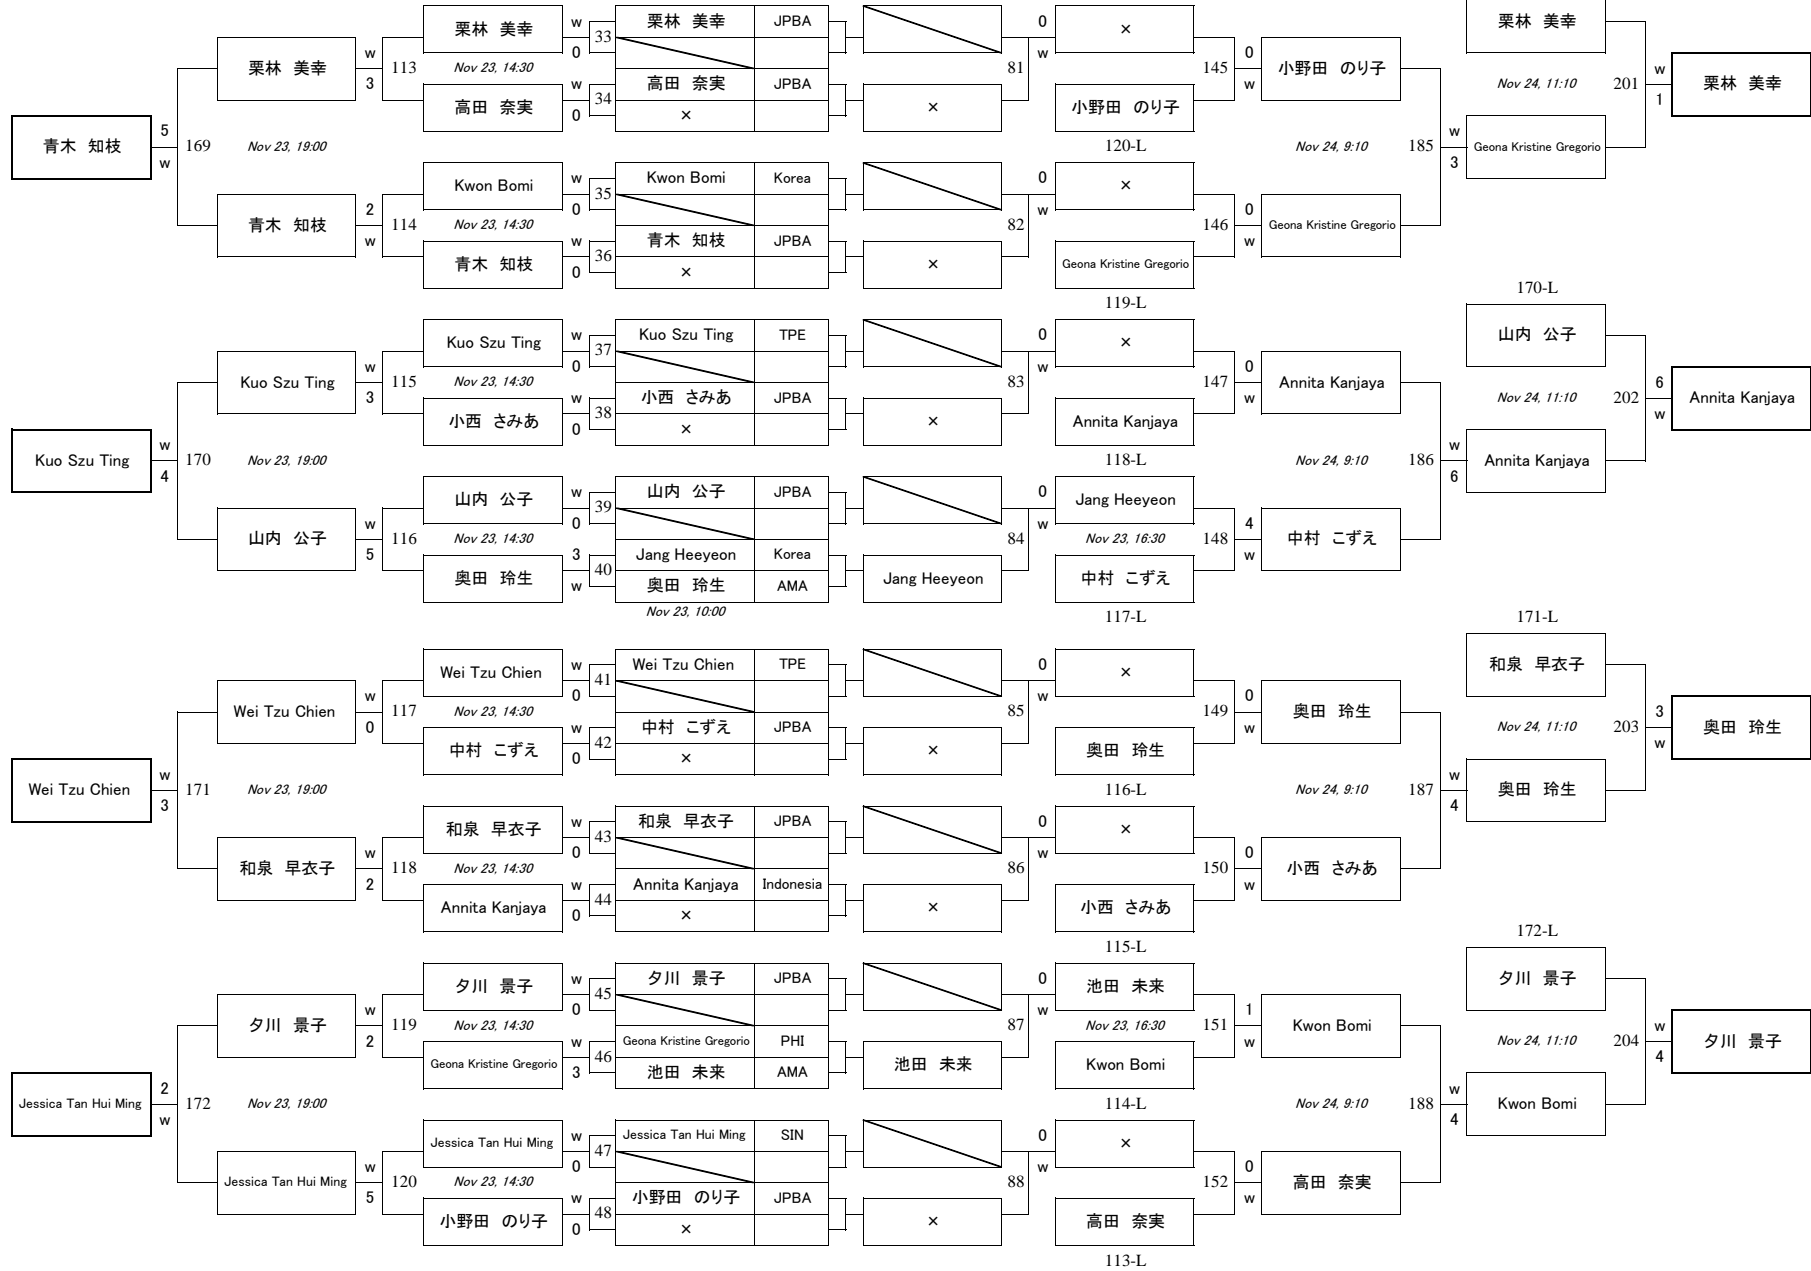 栗林 美幸 w 栗林 美幸 JPBA 0 × 栗林 美幸
0 33 w
栗林 美幸 w 113 Nov 23, 14:30 81 145 0 小野田 のり子 Nov 24, 11:10 201 w 栗林 美幸
3 w 1
高田 奈実 w 34 高田 奈実 JPBA × 小野田 のり子
0 ×
120-L
青木 知枝 5 169 Nov 23, 19:00 Nov 24, 9:10 185 w Geona Kristine Gregorio
w 3
Kwon Bomi w 35 Kwon Bomi Korea 0 ×
0 w
青木 知枝 2 114 Nov 23, 14:30 82 146 0 Geona Kristine Gregorio
w w
青木 知枝 w 36 青木 知枝 JPBA × Geona Kristine Gregorio
0 ×
119-L
170-L
Kuo Szu Ting w 37 Kuo Szu Ting TPE 0 × 山内 公子
0 w
Kuo Szu Ting w 115 Nov 23, 14:30 83 147 0 Annita Kanjaya Nov 24, 11:10 202 6 Annita Kanjaya
3 w w
小西 さみあ w 38 小西 さみあ JPBA × Annita Kanjaya
0 ×
118-L
Kuo Szu Ting w 170 Nov 23, 19:00 Nov 24, 9:10 186 w Annita Kanjaya
4 6
山内 公子 w 39 山内 公子 JPBA 0 Jang Heeyeon
0 w
山内 公子 w 116 Nov 23, 14:30 84 Nov 23, 16:30 148 4 中村 こずえ
5 w
奥田 玲生 3 40 Jang Heeyeon Korea Jang Heeyeon 中村 こずえ
w 奥田 玲生 AMA
Nov 23, 10:00 117-L
171-L
Wei Tzu Chien w 41 Wei Tzu Chien TPE 0 × 和泉 早衣子
0 w
Wei Tzu Chien w 117 Nov 23, 14:30 85 149 0 奥田 玲生 Nov 24, 11:10 203 3 奥田 玲生
0 w w
中村 こずえ w 42 中村 こずえ JPBA × 奥田 玲生
0 ×
116-L
Wei Tzu Chien w 171 Nov 23, 19:00 Nov 24, 9:10 187 w 奥田 玲生
3 4
和泉 早衣子 w 43 和泉 早衣子 JPBA 0 ×
0 w
和泉 早衣子 w 118 Nov 23, 14:30 86 150 0 小西 さみあ
2 w
Annita Kanjaya w 44 Annita Kanjaya Indonesia × 小西 さみあ
0 ×
115-L
172-L
夕川 景子 w 45 夕川 景子 JPBA 0 池田 未来 夕川 景子
0 w
夕川 景子 w 119 Nov 23, 14:30 87 Nov 23, 16:30 151 1 Kwon Bomi Nov 24, 11:10 204 w 夕川 景子
2 w 4
Geona Kristine Gregorio w 46 Geona Kristine Gregorio PHI 池田 未来 Kwon Bomi
3 池田 未来 AMA
114-L
Jessica Tan Hui Ming 2 172 Nov 23, 19:00 Nov 24, 9:10 188 w Kwon Bomi
w 4
Jessica Tan Hui Ming w 47 Jessica Tan Hui Ming SIN 0 ×
0 w
Jessica Tan Hui Ming w 120 Nov 23, 14:30 88 152 0 高田 奈実
5 w
小野田 のり子 w 48 小野田 のり子 JPBA × 高田 奈実
0 ×
113-L